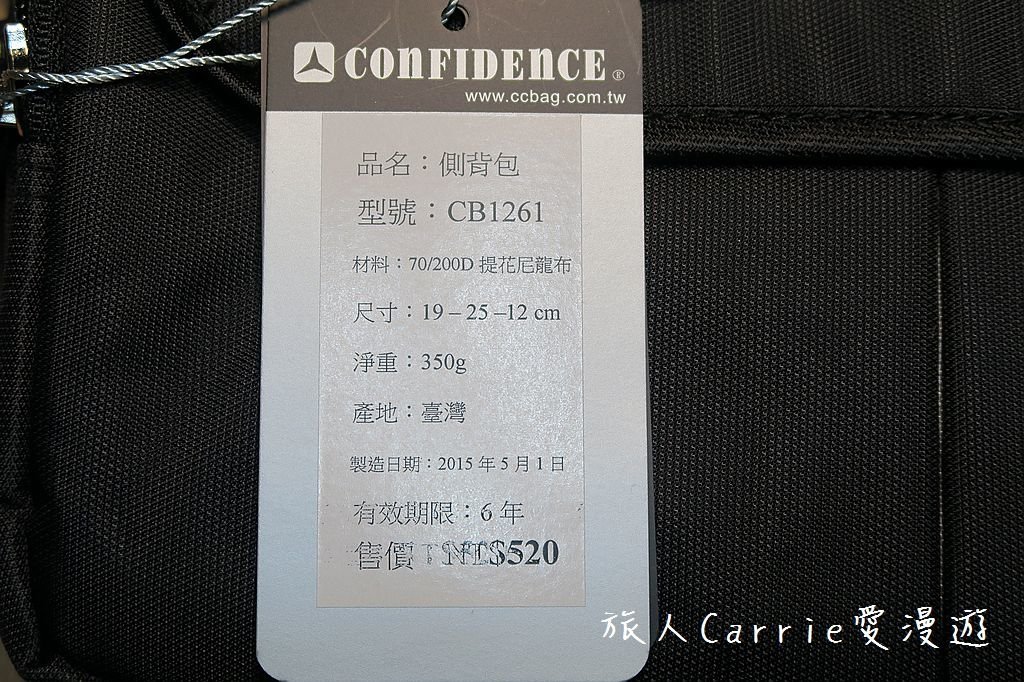 CONFIDENCE®
www.ccbag.com.tw
品名：側背包
型號：CB1261
材料：70/200D 提花尼龍布
尺寸：19 – 25 –12 cm
淨重：350g
產地：臺灣
製造日期：2015 年 5 月 1 日
有效期限：6 年
售價：NT$520
旅人Carrie愛漫遊